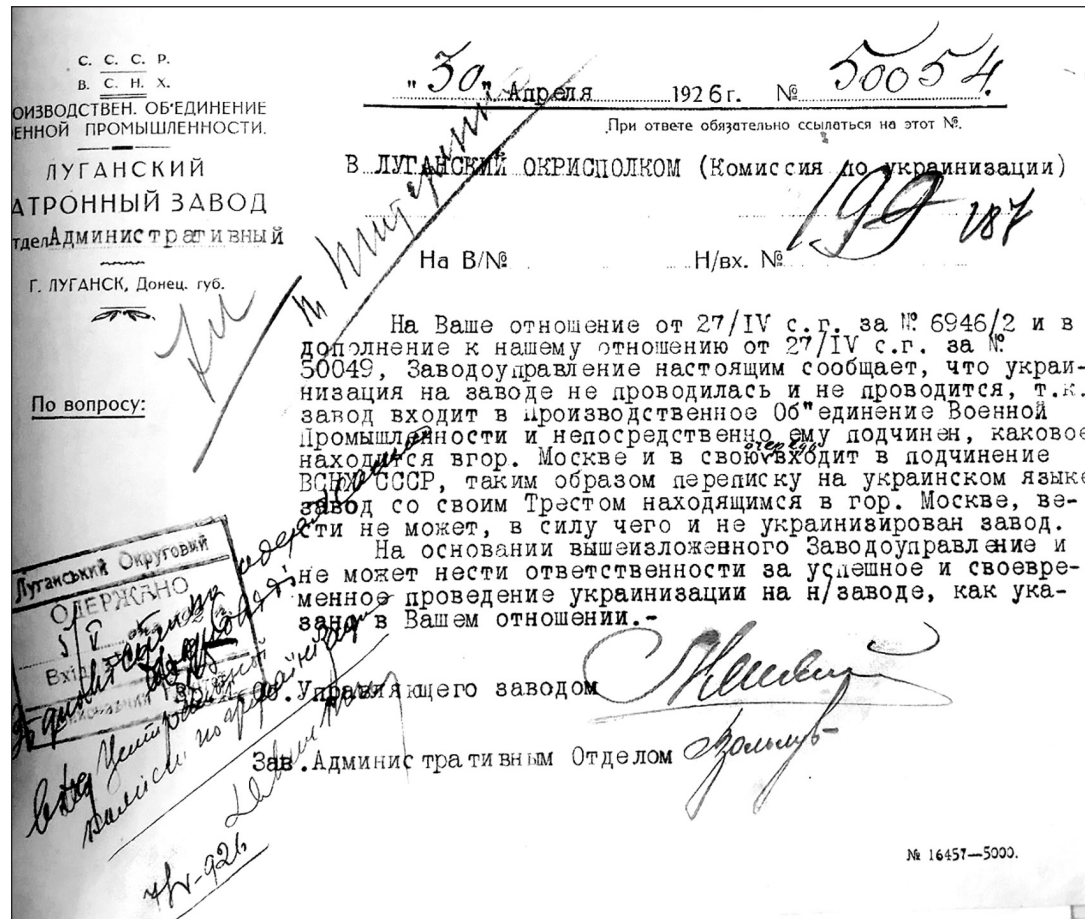 С. С. С. Р.
В. С. Н. Х.
ОИЗВОДСТВЕН. ОБ'ЕДИНЕНИЕ
ЕННОЙ ПРОМЫШЛЕННОСТИ.
ЛУГАНСКИЙ
АТРОННЫЙ ЗАВОД
тдел Административный
Г. ЛУГАНСК, Донец. губ.
По вопросу:
"30" Апреля 1926 г. № 50054.
При ответе обязательно ссылаться на этот №.
В ЛУГАНСКИЙ ОКРИСПОЛКОМ (Комиссия по украинизации)
199 187
На В/№ Н/вх. №
На Ваше отношение от 27/IV с.г. за № 6946/2 и в
дополнение к нашему отношению от 27/IV с.г. за №
50049, Заводоуправление настоящим сообщает, что украи-
низация на заводе не проводилась и не проводится, т.к.
завод входит в Производственное Об"единение Военной
Промышленности и непосредственно ему подчинен, каковое
находится вгор. Москве и в свою очередь входит в подчинение
ВСНХ СССР, таким образом переписку на украинском языке
завод со своим Трестом находящимся в гор. Москве, ве-
сти не может, в силу чего и не украинизирован завод.
На основании вышеизложенного Заводоуправление и
не может нести ответственности за успешное и своевре-
менное проведение украинизации на н/заводе, как ука-
зано в Вашем отношении.-
Управляющего заводом
Зав. Административным Отделом
Луганський Округовий
ОДЕРЖАНО
5/V
Вхід.
№ 16457—5000.